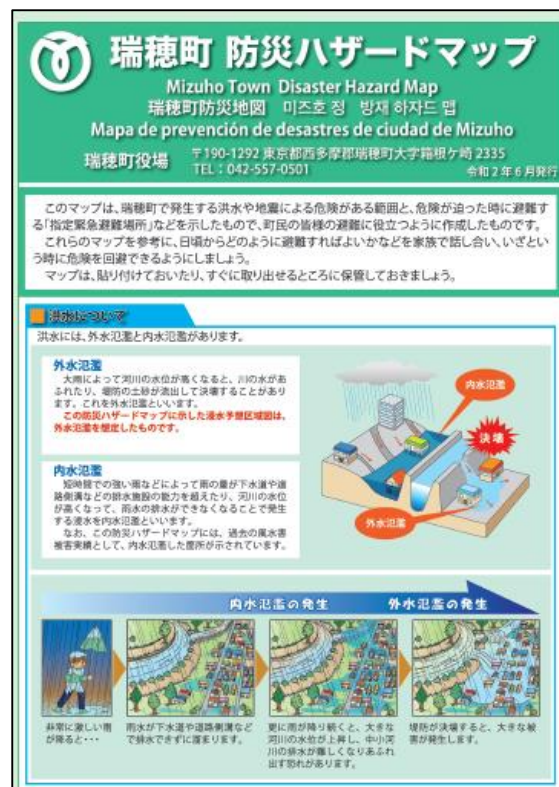 瑞穂町 防災ハザードマップ
Mizuho Town Disaster Hazard Map
瑞穂町防災地図 미즈호 정 방재 하자드 맵
Mapa de prevención de desastres de ciudad de Mizuho
瑞穂町役場
〒190-1292 東京都西多摩郡瑞穂町大字箱根ケ崎 2335
TEL：042-557-0501
令和2年6月発行
このマップは、瑞穂町で発生する洪水や地震による危険がある範囲と、危険が迫った時に避難す
る「指定緊急避難場所」などを示したもので、町民の皆様の避難に役立つように作成したものです。
これらのマップを参考に、日頃からどのように避難すればよいかなどを家族で話し合い、いざとい
う時に危険を回避できるようにしましょう。
マップは、貼り付けておいたり、すぐに取り出せるところに保管しておきましょう。
洪水について
洪水には、外水氾濫と内水氾濫があります。
外水氾濫
大雨によって河川の水位が高くなると、川の水があ
ふれたり、堤防の土砂が流出して決壊することがあり
ます。これを外水氾濫といいます。
この防災ハザードマップに示した浸水予想区域図は、
外水氾濫を想定したものです。
内水氾濫
短時間での強い雨などによって雨の量が下水道や道
路側溝などの排水施設の能力を超えたり、河川の水位
が高くなって、雨水の排水ができなくなることで発生
する浸水を内水氾濫といいます。
なお、この防災ハザードマップには、過去の風水害
被害実績として、内水氾濫した箇所が示されています。
内水氾濫
決壊
外水氾濫
内水氾濫の発生
外水氾濫の発生
非常に激しい雨
が降ると・・・
雨水が下水道や道路側溝など
で排水できずに溜まります。
更に雨が降り続くと、大きな
河川の水位が上昇し、中小河
川の排水が難しくなりあふれ
出す恐れがあります。
堤防が決壊すると、大きな被
害が発生します。